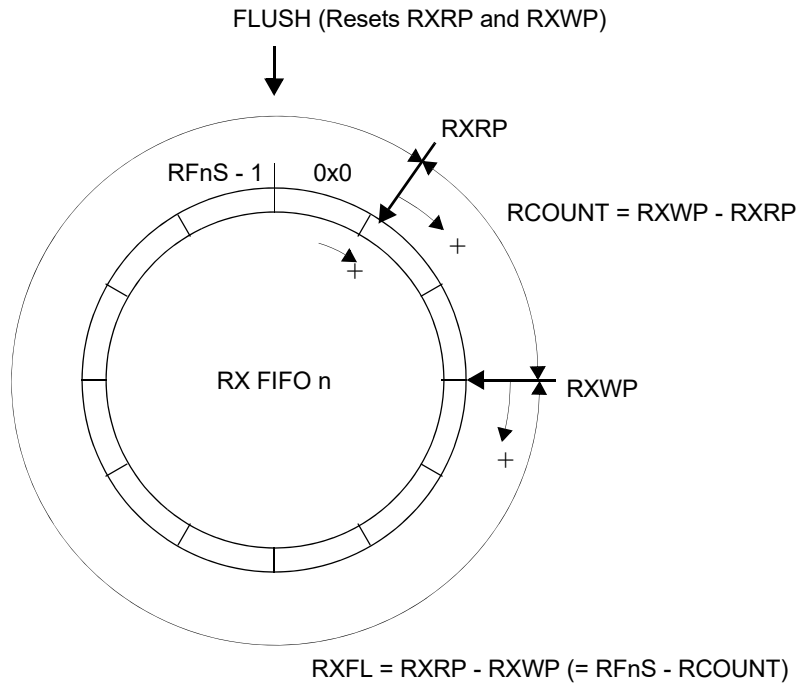 FLUSH (Resets RXRP and RXWP)
RXRP
RFnS - 1
0x0
RCOUNT = RXWP - RXRP
+
+
RX FIFO n
RXWP
+
RXFL = RXRP - RXWP (= RFnS - RCOUNT)